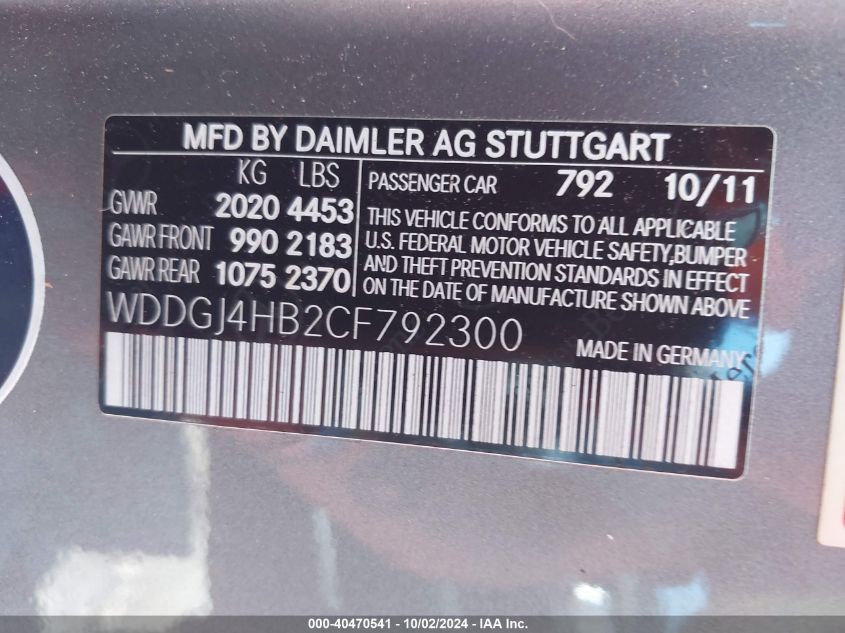 MFD BY DAIMLER AG STUTTGART
KG LBS
GVWR 2020 4453
GAWR FRONT 990 2183
GAWR REAR 1075 2370
PASSENGER CAR 792 10/11
THIS VEHICLE CONFORMS TO ALL APPLICABLE
U.S. FEDERAL MOTOR VEHICLE SAFETY,BUMPER
AND THEFT PREVENTION STANDARDS IN EFFECT
ON THE DATE OF MANUFACTURE SHOWN ABOVE
WDDGJ4HB2CF792300
MADE IN GERMANY
000-40470541 - 10/02/2024 - IAA Inc.